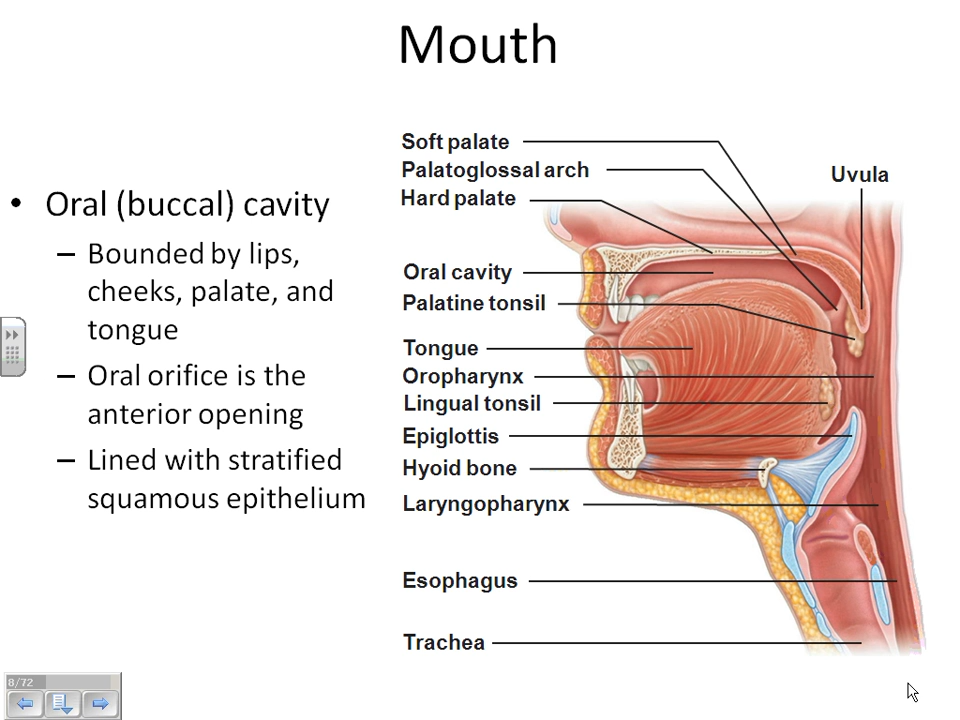 Mouth
• Oral (buccal) cavity
– Bounded by lips,
cheeks, palate, and
tongue
– Oral orifice is the
anterior opening
– Lined with stratified
squamous epithelium
Soft palate
Palatoglossal arch
Hard palate
Uvula
Oral cavity
Palatine tonsil
Tongue
Oropharynx
Lingual tonsil
Epiglottis
Hyoid bone
Laryngopharynx
Esophagus
Trachea
8/72